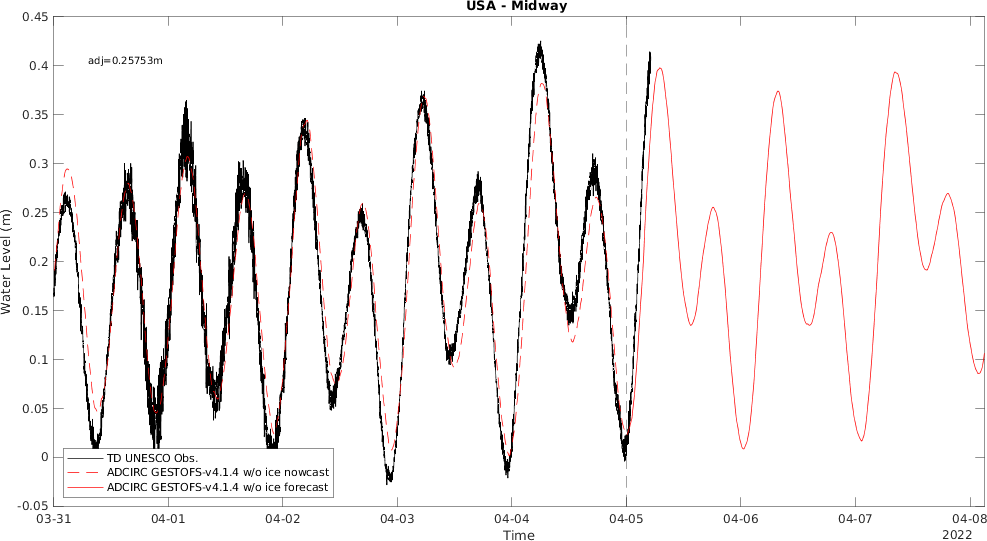 USA - Midway
0.45
0.4
0.35
0.3
0.25
0.2
0.15
0.1
0.05
0
-0.05
Water Level (m)
adj=0.25753m
TD UNESCO Obs.
ADCIRC GESTOFS-v4.1.4 w/o ice nowcast
ADCIRC GESTOFS-v4.1.4 w/o ice forecast
03-31 04-01 04-02 04-03 04-04 04-05 04-06 04-07 04-08
Time
2022